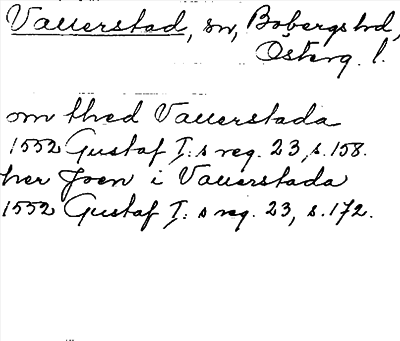 Vallerstad, sn, Bobergs hd,
Österg. l.
om thed Vallerstada
1552 Gustaf I:s reg. 23, s. 158.
her Joen i Vallerstada
1552 Gustaf I:s reg. 23, s. 172.